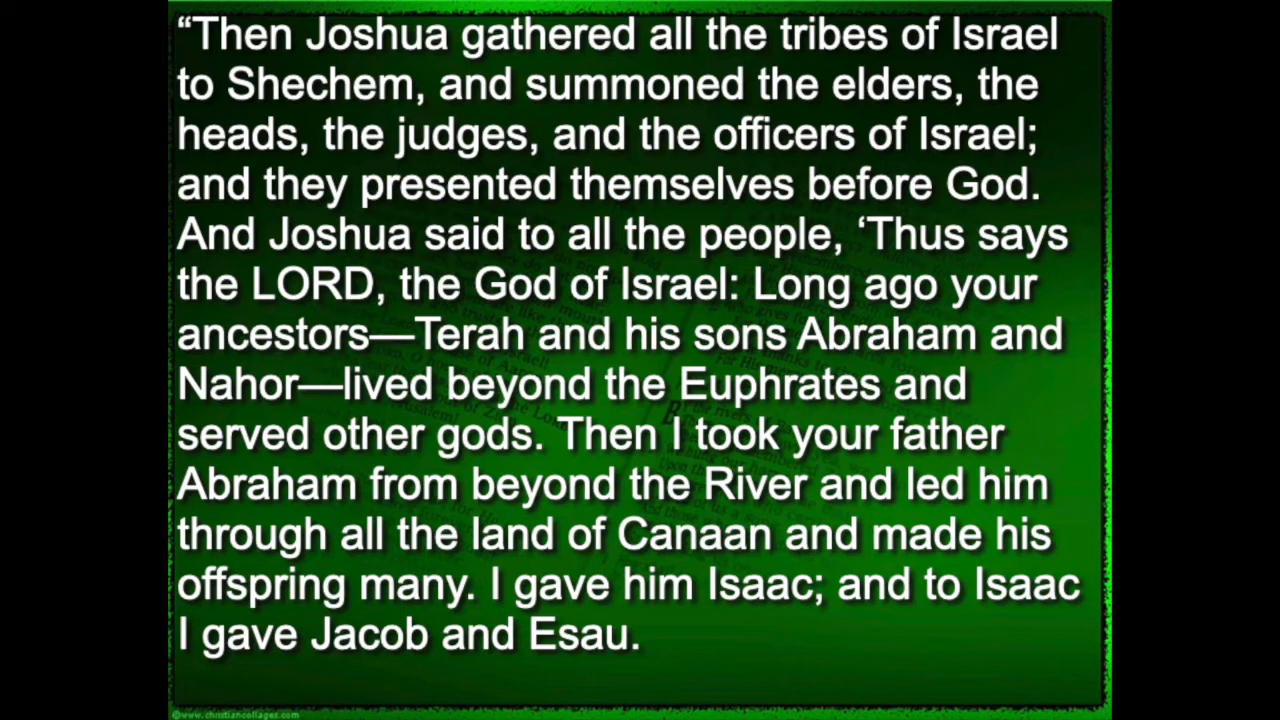 “Then Joshua gathered all the tribes of Israel
to Shechem, and summoned the elders, the
heads, the judges, and the officers of Israel;
and they presented themselves before God.
And Joshua said to all the people, ‘Thus says
the LORD, the God of Israel: Long ago your
ancestors—Terah and his sons Abraham and
Nahor—lived beyond the Euphrates and
served other gods. Then I took your father
Abraham from beyond the River and led him
through all the land of Canaan and made his
offspring many. I gave him Isaac; and to Isaac
I gave Jacob and Esau.
©www.christiancollages.com